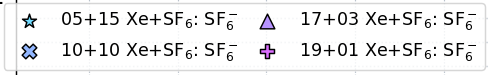 05+15 Xe+SF₆: SF₆⁻ 17+03 Xe+SF₆: SF₆⁻
10+10 Xe+SF₆: SF₆⁻ 19+01 Xe+SF₆: SF₆⁻